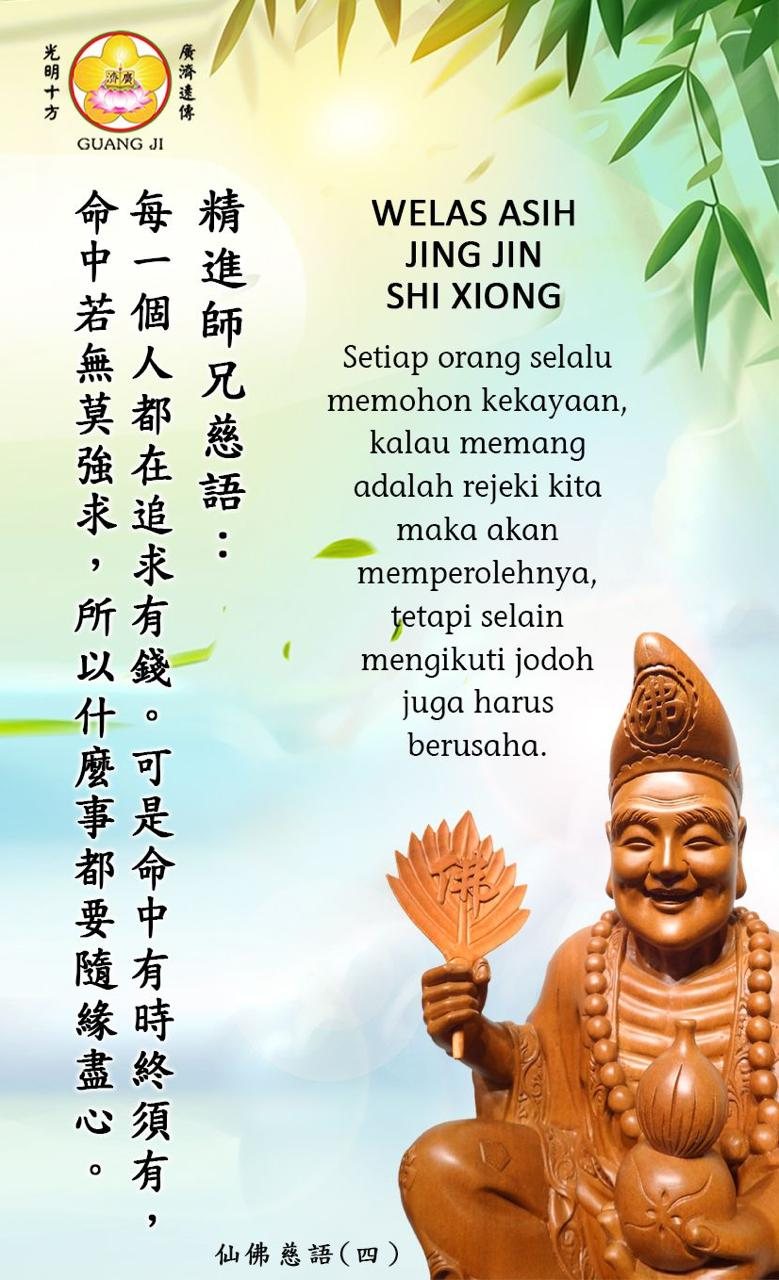 光明十方
廣濟遠傳
廣濟
GUANG JI
精進師兄慈語：
每一個人都在追求有錢。可是命中有時終須有，
命中若無莫強求，所以什麼事都要隨緣盡心。
WELAS ASIH
JING JIN
SHI XIONG
Setiap orang selalu
memohon kekayaan,
kalau memang
adalah rejeki kita
maka akan
memperolehnya,
tetapi selain
mengikuti jodoh
juga harus
berusaha.
佛
佛
仙佛慈語(四)